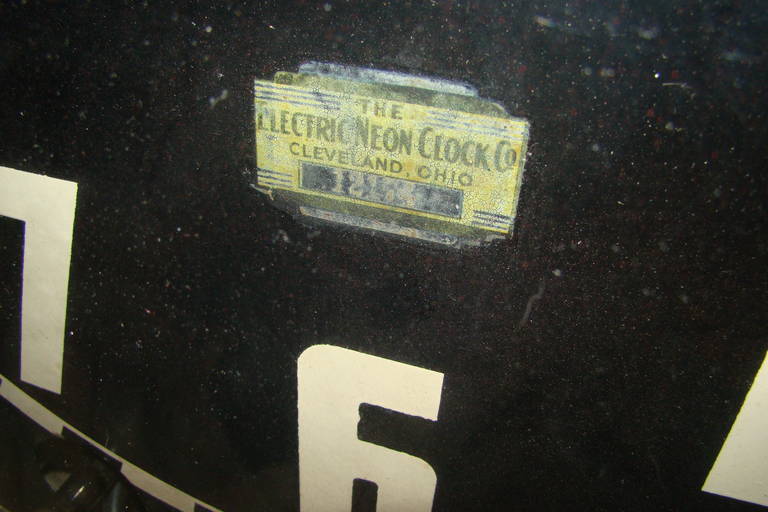 THE
ELECTRIC NEON CLOCK CO
CLEVELAND, OHIO
7
6